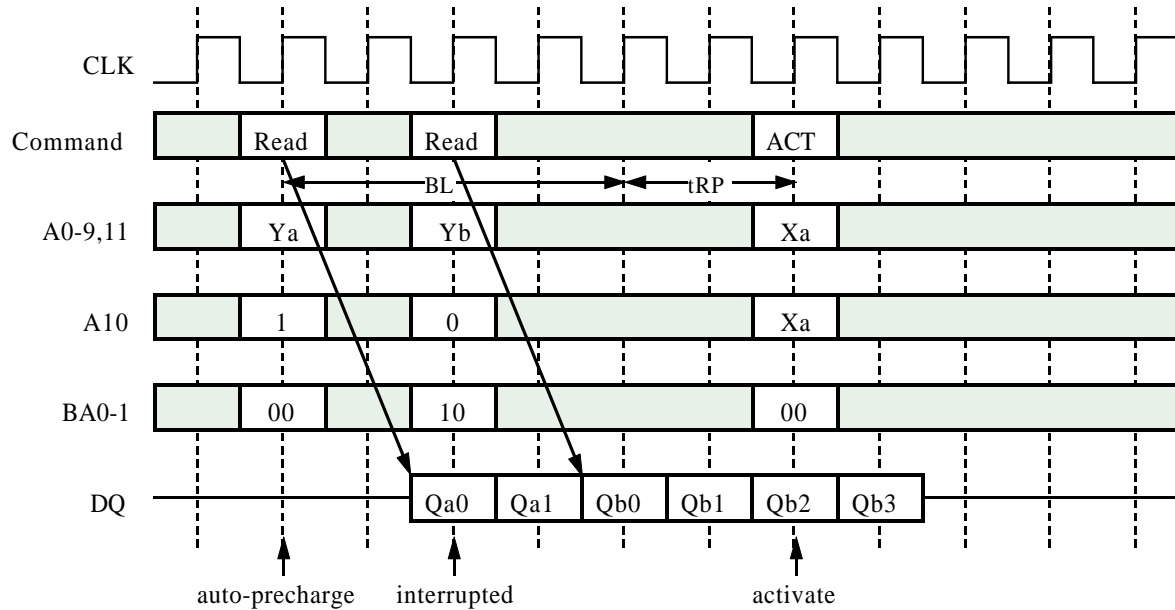 CLK
Command Read Read ACT
BL tRP
A0-9,11 Ya Yb Xa
A10 1 0 Xa
BA0-1 00 10 00
DQ Qa0 Qa1 Qb0 Qb1 Qb2 Qb3
auto-precharge interrupted activate